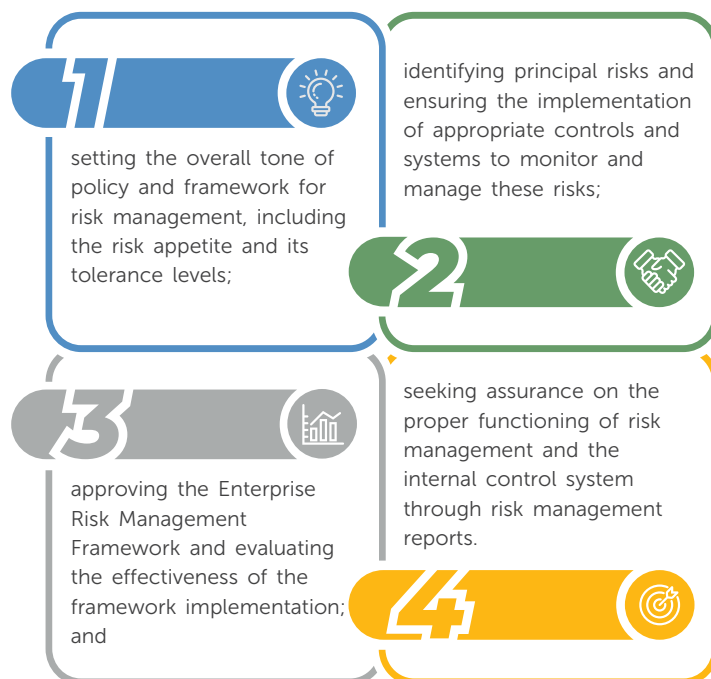 1
setting the overall tone of
policy and framework for
risk management, including
the risk appetite and its
tolerance levels;
identifying principal risks and
ensuring the implementation
of appropriate controls and
systems to monitor and
manage these risks;
2
3
approving the Enterprise
Risk Management
Framework and evaluating
the effectiveness of the
framework implementation;
and
seeking assurance on the
proper functioning of risk
management and the
internal control system
through risk management
reports.
4